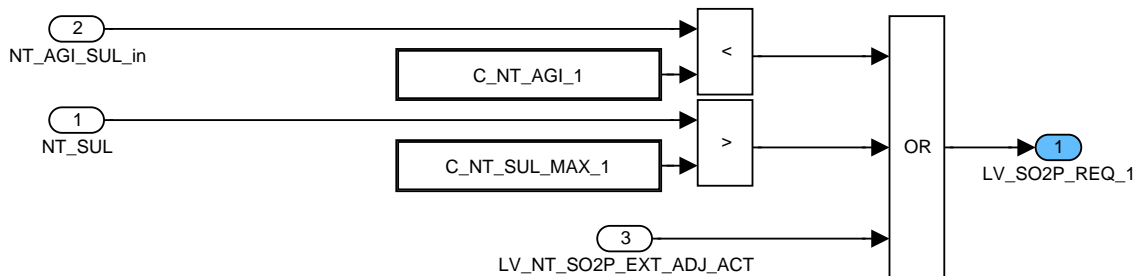 2
NT_AGI_SUL_in
C_NT_AGI_1
<
1
NT_SUL
C_NT_SUL_MAX_1
>
OR
1
LV_SO2P_REQ_1
3
LV_NT_SO2P_EXT_ADJ_ACT